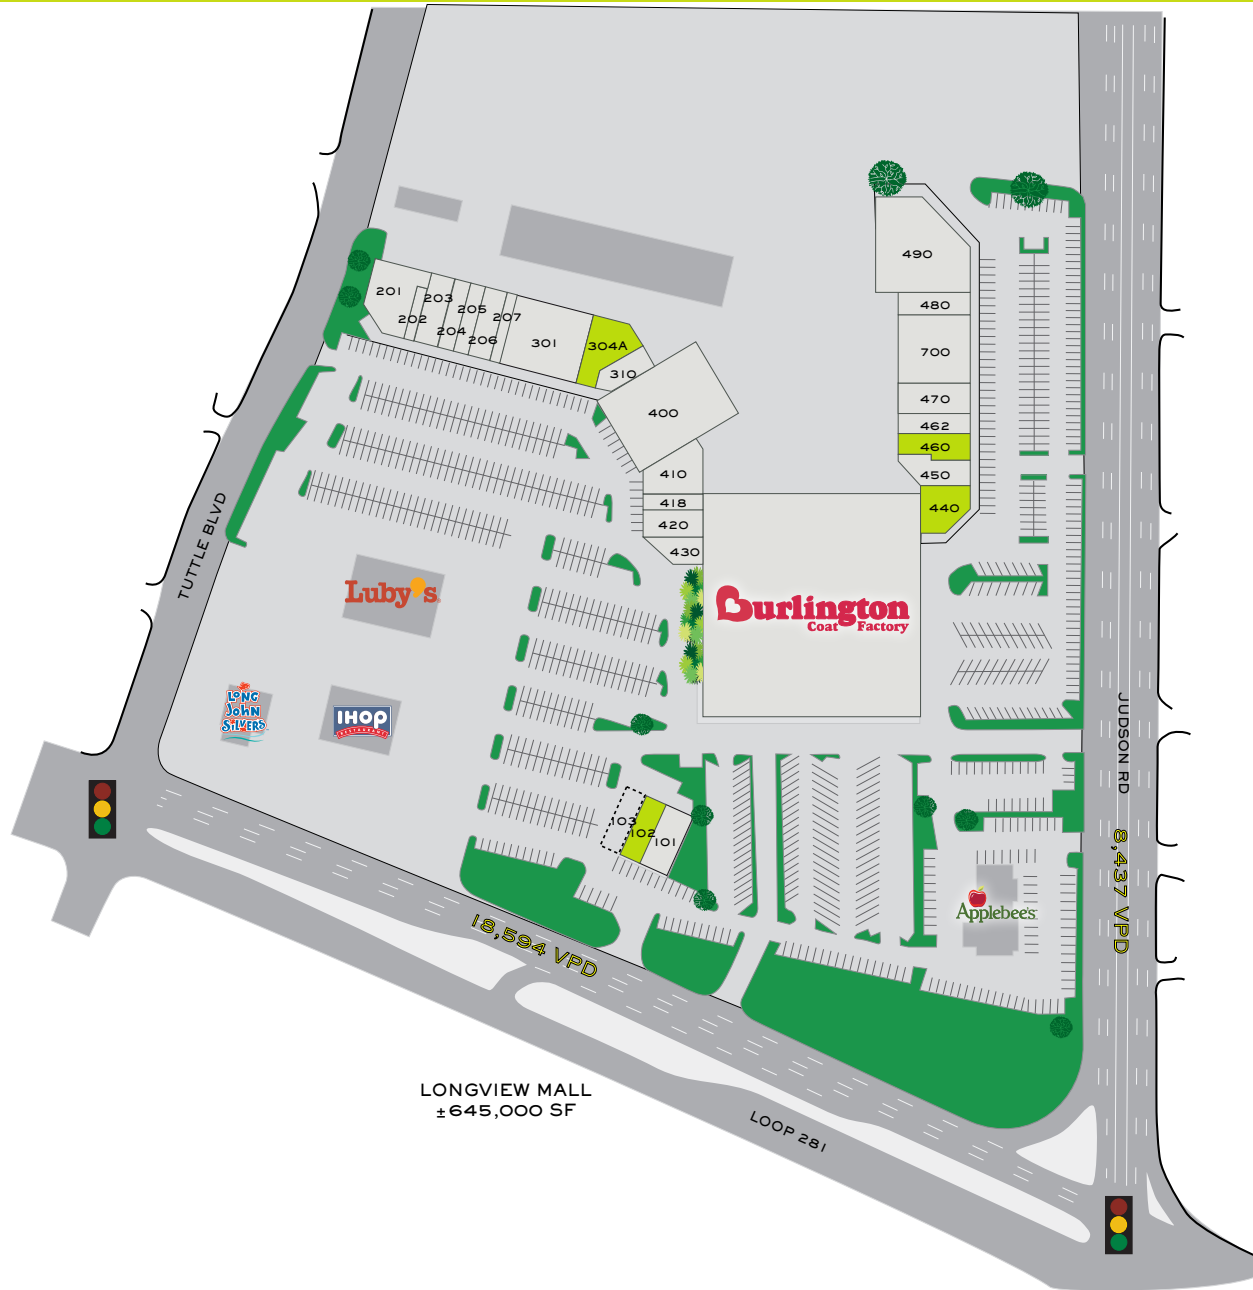 490
201
203
202
205
204
207
206
301
304A
310
480
700
400
470
462
460
450
440
410
418
420
430
TUTTLE BLVD
Luby's
Burlington
Coat Factory
LONG
John
SILVERS
IHOP
RESTAURANT
JUDSON RD
103
102
101
8,437 VPD
Applebee's
18,594 VPD
LONGVIEW MALL
±645,000 SF
LOOP 281